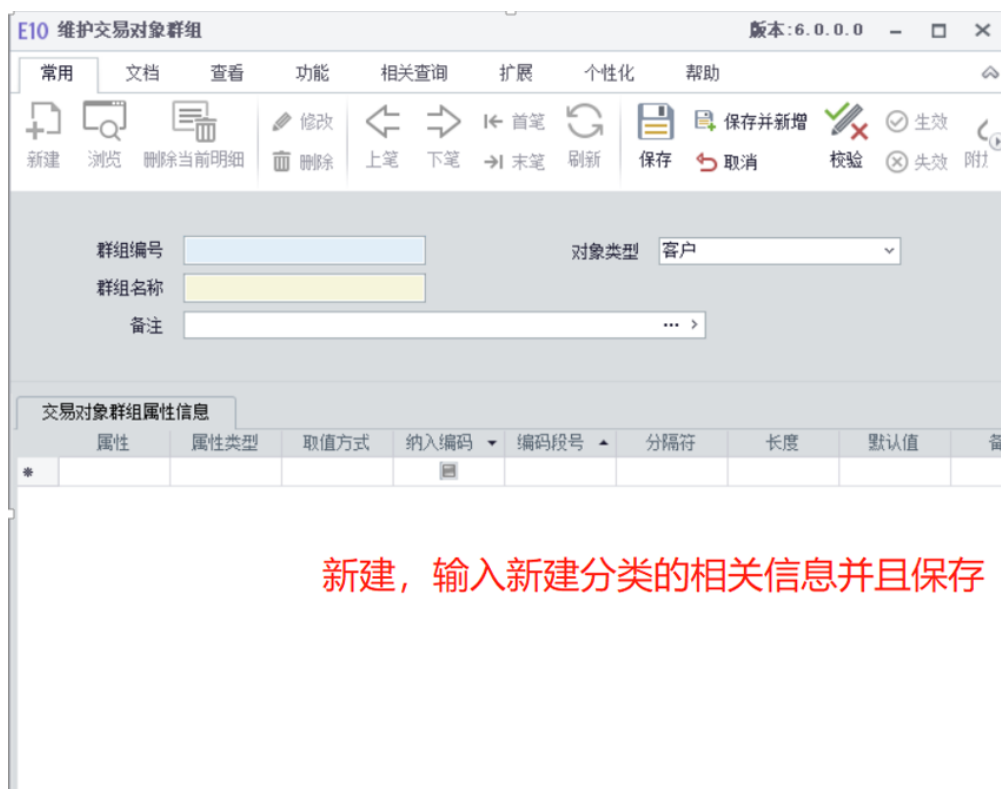 E10 维护交易对象群组 版本:6.0.0.0
常用 文档 查看 功能 相关查询 扩展 个性化 帮助
修改 首笔 保存并新增 生效
新建 浏览 删除当前明细 删除 上笔 下笔 末笔 刷新 保存 取消 校验 失效 附加
群组编号 对象类型 客户
群组名称
备注
交易对象群组属性信息
属性 属性类型 取值方式 纳入编码 编码段号 分隔符 长度 默认值 备
新建，输入新建分类的相关信息并且保存